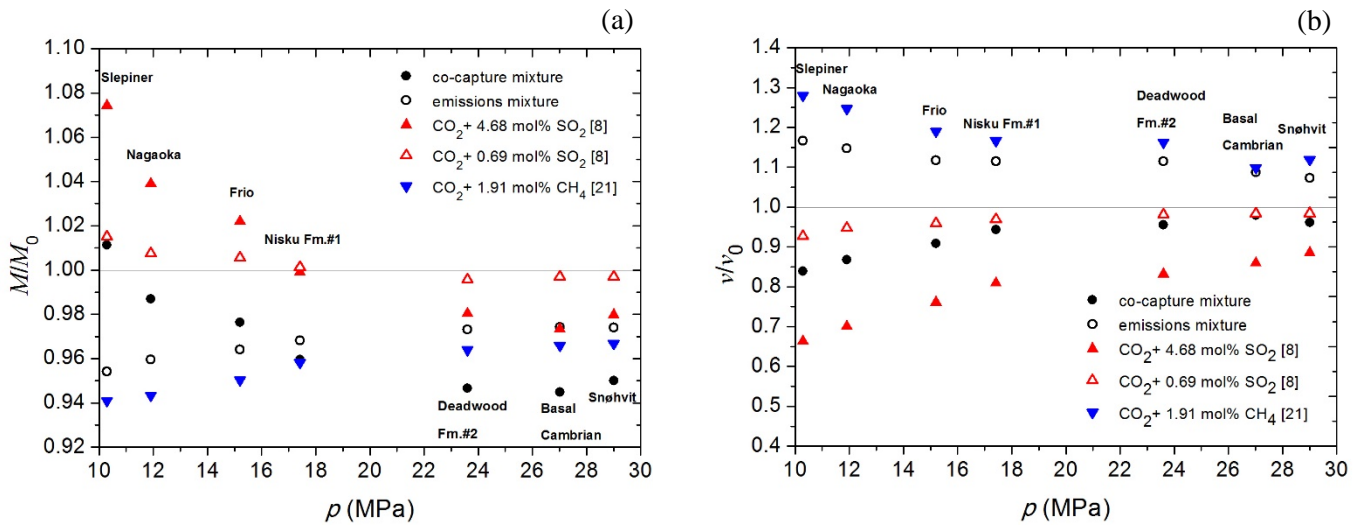 (a)
1.10
1.08
1.06
1.04
1.02
1.00
0.98
0.96
0.94
0.92
M/M0
Slepiner
Nagaoka
Frio
Nisku Fm.#1
Deadwood
Fm.#2
Basal
Cambrian
Snøhvit
co-capture mixture
emissions mixture
CO2+ 4.68 mol% SO2 [8]
CO2+ 0.69 mol% SO2 [8]
CO2+ 1.91 mol% CH4 [21]
10 12 14 16 18 20 22 24 26 28 30
p (MPa)
(b)
1.4
1.3
1.2
1.1
1.0
0.9
0.8
0.7
0.6
0.5
0.4
v/v0
Slepiner
Nagaoka
Frio
Nisku Fm.#1
Deadwood
Fm.#2
Basal
Cambrian
Snøhvit
co-capture mixture
emissions mixture
CO2+ 4.68 mol% SO2 [8]
CO2+ 0.69 mol% SO2 [8]
CO2+ 1.91 mol% CH4 [21]
10 12 14 16 18 20 22 24 26 28 30
p (MPa)